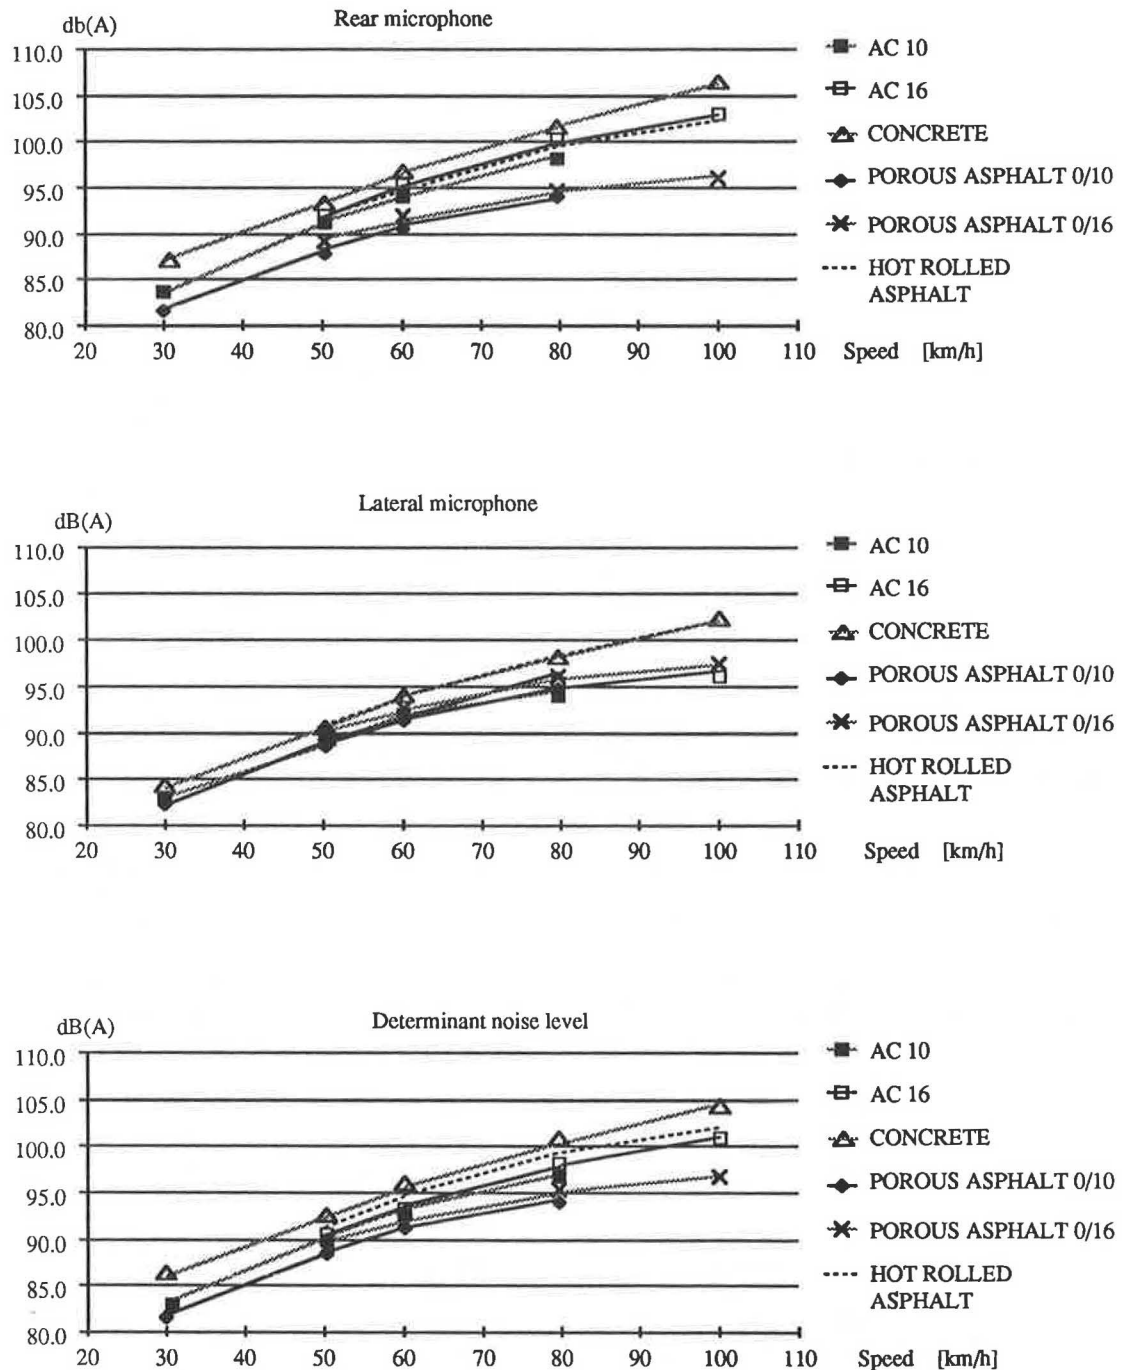 Rear microphone
db(A)
110.0
105.0
100.0
95.0
90.0
85.0
80.0
20 30 40 50 60 70 80 90 100 110
Speed [km/h]
AC 10
AC 16
CONCRETE
POROUS ASPHALT 0/10
POROUS ASPHALT 0/16
HOT ROLLED
ASPHALT
Lateral microphone
dB(A)
110.0
105.0
100.0
95.0
90.0
85.0
80.0
20 30 40 50 60 70 80 90 100 110
Speed [km/h]
AC 10
AC 16
CONCRETE
POROUS ASPHALT 0/10
POROUS ASPHALT 0/16
HOT ROLLED
ASPHALT
Determinant noise level
dB(A)
110.0
105.0
100.0
95.0
90.0
85.0
80.0
20 30 40 50 60 70 80 90 100 110
Speed [km/h]
AC 10
AC 16
CONCRETE
POROUS ASPHALT 0/10
POROUS ASPHALT 0/16
HOT ROLLED
ASPHALT